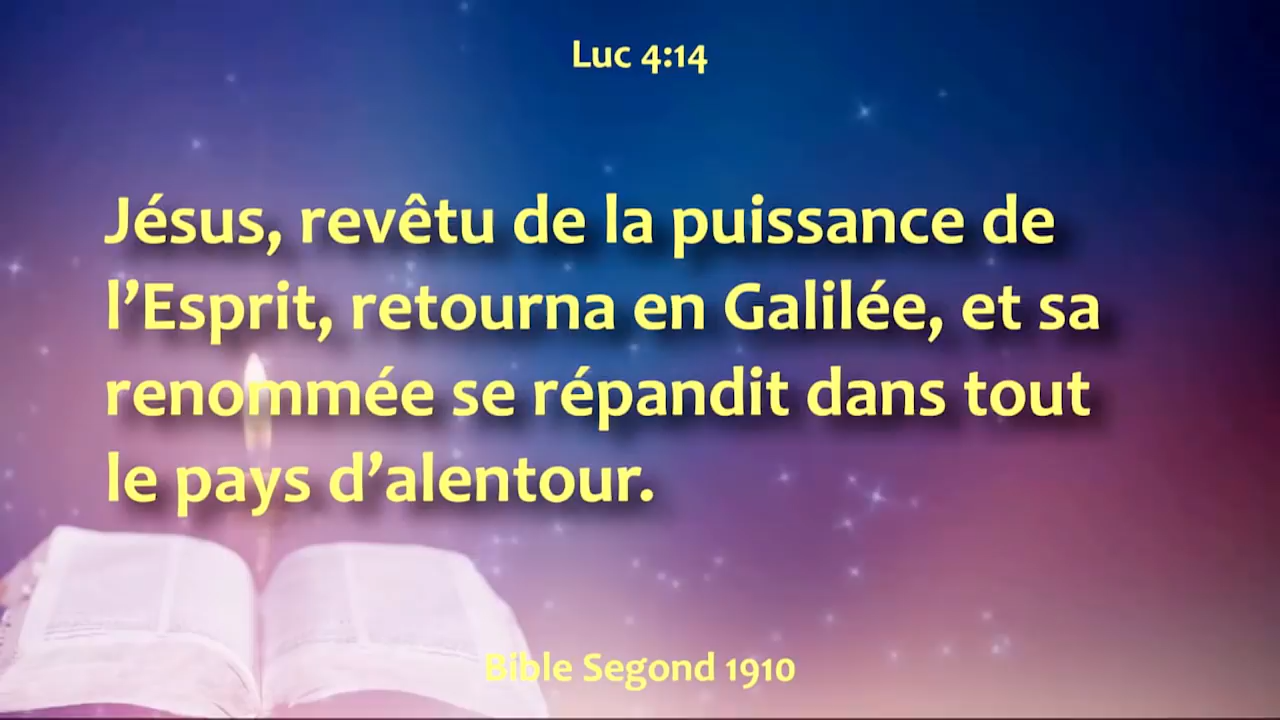 Luc 4:14
Jésus, revêtu de la puissance de
l’Esprit, retourna en Galilée, et sa
renommée se répandit dans tout
le pays d’alentour.
Bible Segond 1910